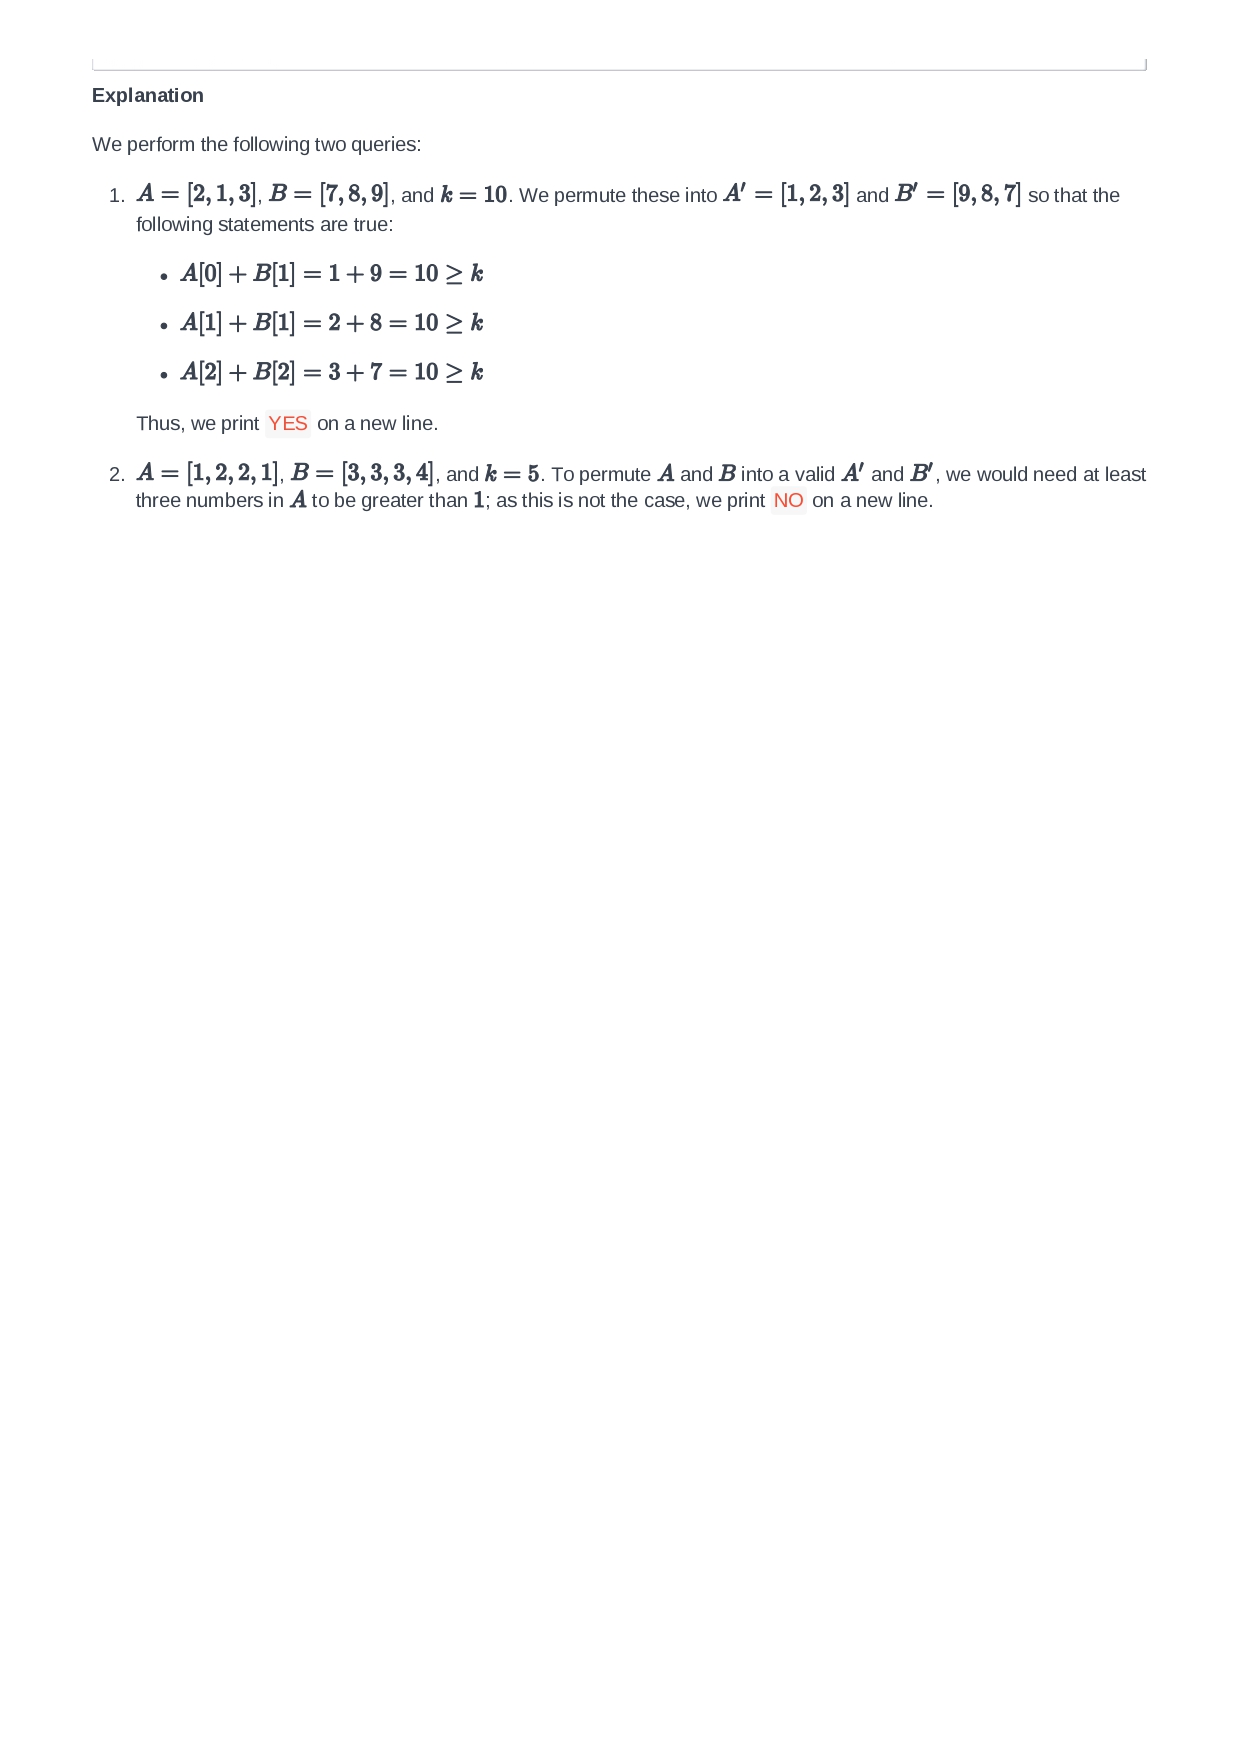 Explanation
We perform the following two queries:
1. A = [2, 1, 3], B = [7, 8, 9], and k = 10. We permute these into A′ = [1, 2, 3] and B′ = [9, 8, 7] so that the
following statements are true:
• A[0] + B[1] = 1 + 9 = 10 ≥ k
• A[1] + B[1] = 2 + 8 = 10 ≥ k
• A[2] + B[2] = 3 + 7 = 10 ≥ k
Thus, we print YES on a new line.
2. A = [1, 2, 2, 1], B = [3, 3, 3, 4], and k = 5. To permute A and B into a valid A′ and B′, we would need at least
three numbers in A to be greater than 1; as this is not the case, we print NO on a new line.